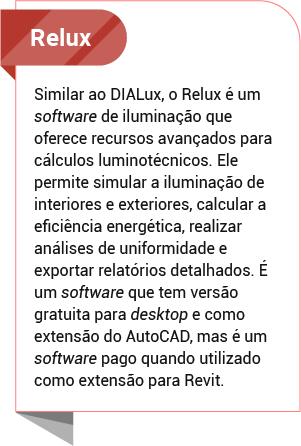 Relux
Similar ao DIALux, o Relux é um
software de iluminação que
oferece recursos avançados para
cálculos luminotécnicos. Ele
permite simular a iluminação de
interiores e exteriores, calcular a
eficiência energética, realizar
análises de uniformidade e
exportar relatórios detalhados. É
um software que tem versão
gratuita para desktop e como
extensão do AutoCAD, mas é um
software pago quando utilizado
como extensão para Revit.